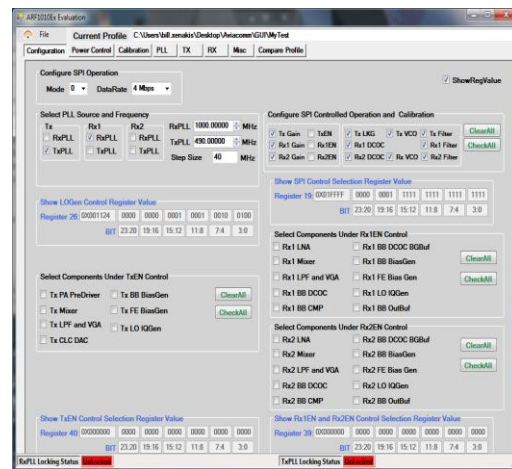 ARF1010Ex Evaluation
File Current Profile C:\Users\bill.xenakis\Desktop\Aviacomm\GUI\MyTest
Configuration Power Control Calibration PLL TX RX Misc Compare Profile
Configure SPI Operation
Mode 0 DataRate 4 Mbps
ShowRegValue
Select PLL Source and Frequency
Tx Rx1 Rx2 RxPLL 1000.00000 MHz
RxPLL RxPLL RxPLL TxPLL 490.00000 MHz
TxPLL TxPLL TxPLL Step Size 40 MHz
Configure SPI Controlled Operation and Calibration
Tx Gain TxEN Tx LKG Tx VCO Tx Filter ClearAll
Rx1 Gain Rx1EN Rx1 DCOC Rx1 Filter CheckAll
Rx2 Gain Rx2EN Rx2 DCOC Rx VCO Rx2 Filter
Show LOGen Control Register Value
Register 26: 0X001124 0000 0000 0001 0001 0010 0100
BIT 23:20 19:16 15:12 11:8 7:4 3:0
Show SPI Control Selection Register Value
Register 19: 0X01FFFF 0000 0001 1111 1111 1111 1111
BIT 23:20 19:16 15:12 11:8 7:4 3:0
Select Components Under TxEN Control
Tx PA PreDriver Tx BB BiasGen ClearAll
Tx Mixer Tx FE BiasGen CheckAll
Tx LPF and VGA Tx LO IQGen
Tx CLC DAC
Select Components Under Rx1EN Control
Rx1 LNA Rx1 BB DCOC BGBuf
Rx1 Mixer Rx1 BB BiasGen ClearAll
Rx1 LPF and VGA Rx1 FE Bias Gen CheckAll
Rx1 BB DCOC Rx1 LO IQGen
Rx1 BB CMP Rx1 BB OutBuf
Select Components Under Rx2EN Control
Rx2 LNA Rx2 BB DCOC BGBuf ClearAll
Rx2 Mixer Rx2 BB BiasGen
Rx2 LPF and VGA Rx2 FE Bias Gen CheckAll
Rx2 BB DCOC Rx2 LO IQGen
Rx2 BB CMP Rx2 BB OutBuf
Show TxEN Control Selection Register Value
Register 40: 0X000000 0000 0000 0000 0000 0000 0000
BIT 23:20 19:16 15:12 11:8 7:4 3:0
Show Rx1EN and Rx2EN Control Selection Register Value
Register 39: 0X000000 0000 0000 0000 0000 0000 0000
BIT 23:20 19:16 15:12 11:8 7:4 3:0
RxPLL Locking Status UnLocked TxPLL Locking Status UnLocked